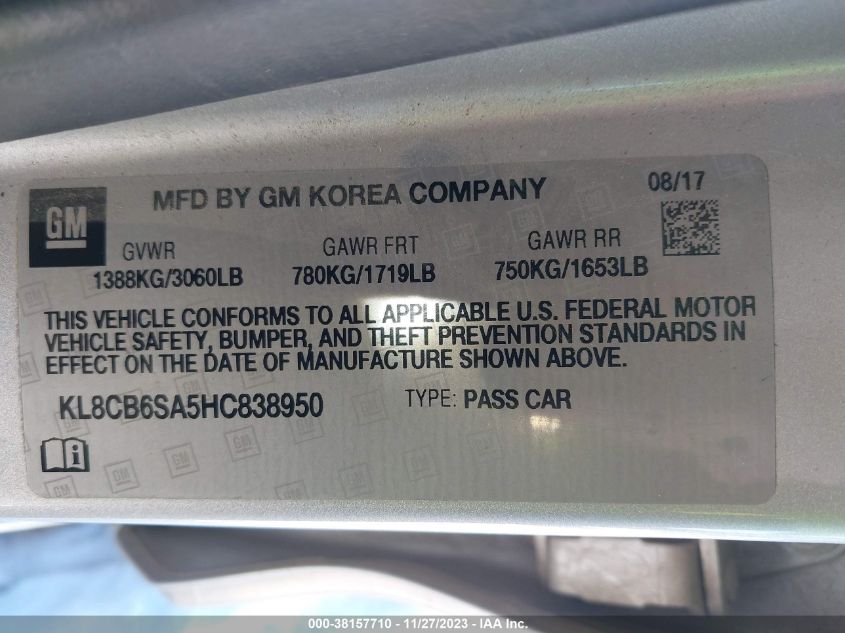 GM
MFD BY GM KOREA COMPANY
08/17
GVWR
GAWR FRT
GAWR RR
1388KG/3060LB
780KG/1719LB
750KG/1653LB
THIS VEHICLE CONFORMS TO ALL APPLICABLE U.S. FEDERAL MOTOR
VEHICLE SAFETY, BUMPER, AND THEFT PREVENTION STANDARDS IN
EFFECT ON THE DATE OF MANUFACTURE SHOWN ABOVE.
KL8CB6SA5HC838950
TYPE: PASS CAR
000-38157710 - 11/27/2023 - IAA Inc.